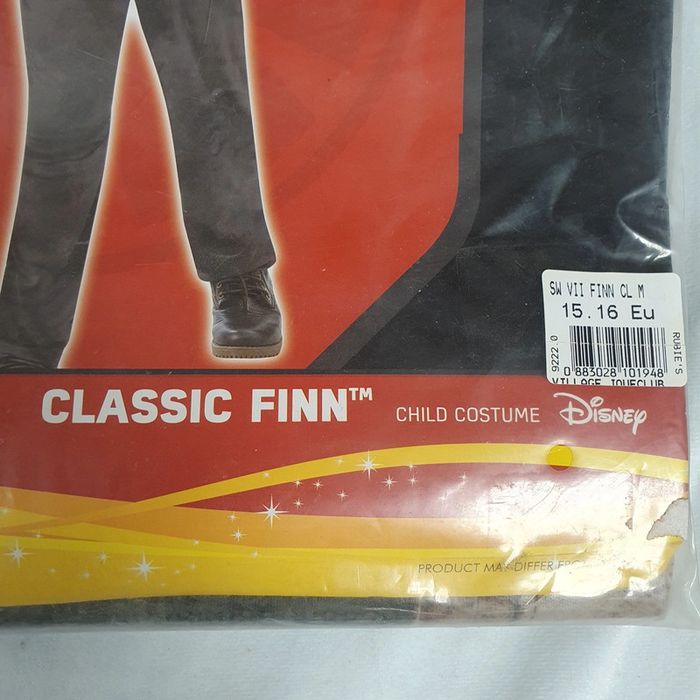 SW VII FINN CL M
15.16 Eu
9222.0
RUBIE'S
0 883028 101948
VILLAGE JOUECLUB
CLASSIC FINN™
CHILD COSTUME
Disney
PRODUCT MAY DIFFER